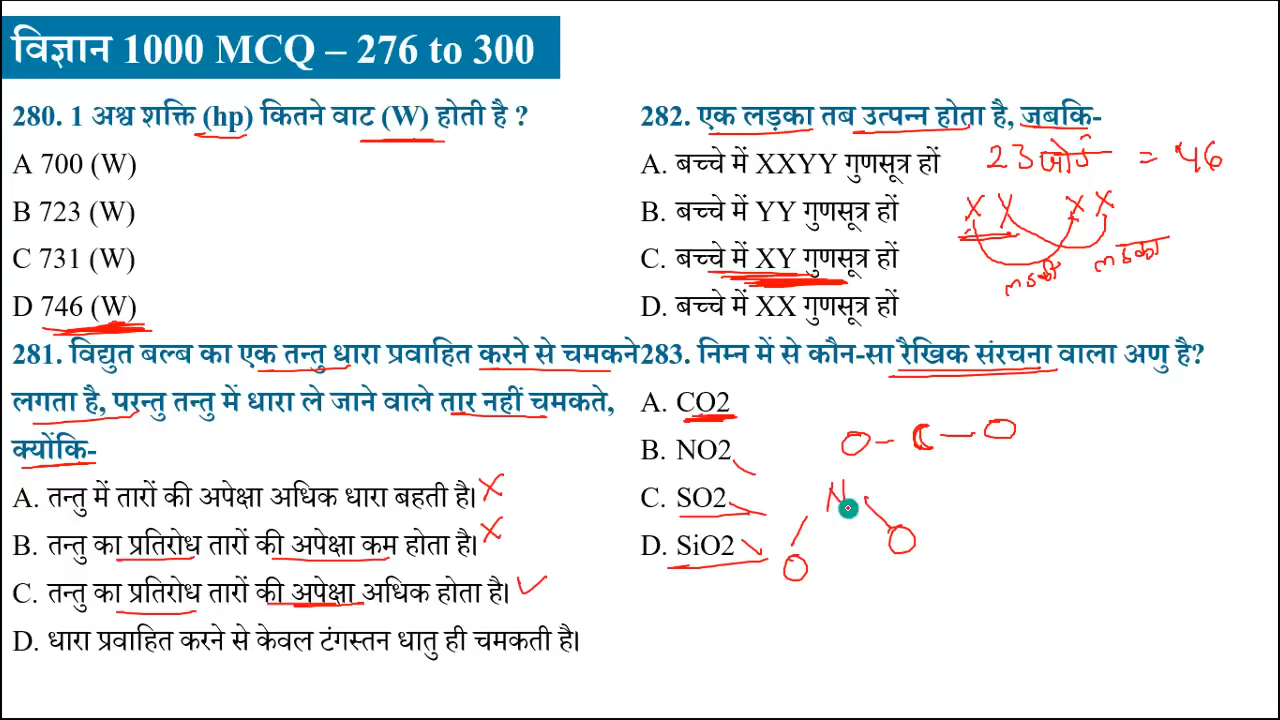 विज्ञान 1000 MCQ – 276 to 300
280. 1 अश्व शक्ति (hp) कितने वाट (W) होती है ?
A 700 (W)
B 723 (W)
C 731 (W)
D 746 (W)
281. विद्युत बल्ब का एक तन्तु धारा प्रवाहित करने से चमकने
लगता है, परन्तु तन्तु में धारा ले जाने वाले तार नहीं चमकते,
क्योंकि-
A. तन्तु में तारों की अपेक्षा अधिक धारा बहती है।
B. तन्तु का प्रतिरोध तारों की अपेक्षा कम होता है।
C. तन्तु का प्रतिरोध तारों की अपेक्षा अधिक होता है।
D. धारा प्रवाहित करने से केवल टंगस्तन धातु ही चमकती है।
282. एक लड़का तब उत्पन्न होता है, जबकि-
A. बच्चे में XXYY गुणसूत्र हों
B. बच्चे में YY गुणसूत्र हों
C. बच्चे में XY गुणसूत्र हों
D. बच्चे में XX गुणसूत्र हों
23 = 46
X Y X X
लडकी लडका
283. निम्न में से कौन-सा रैखिक संरचना वाला अणु है?
A. CO2
B. NO2
C. SO2
D. SiO2
O - C - O
N
O O